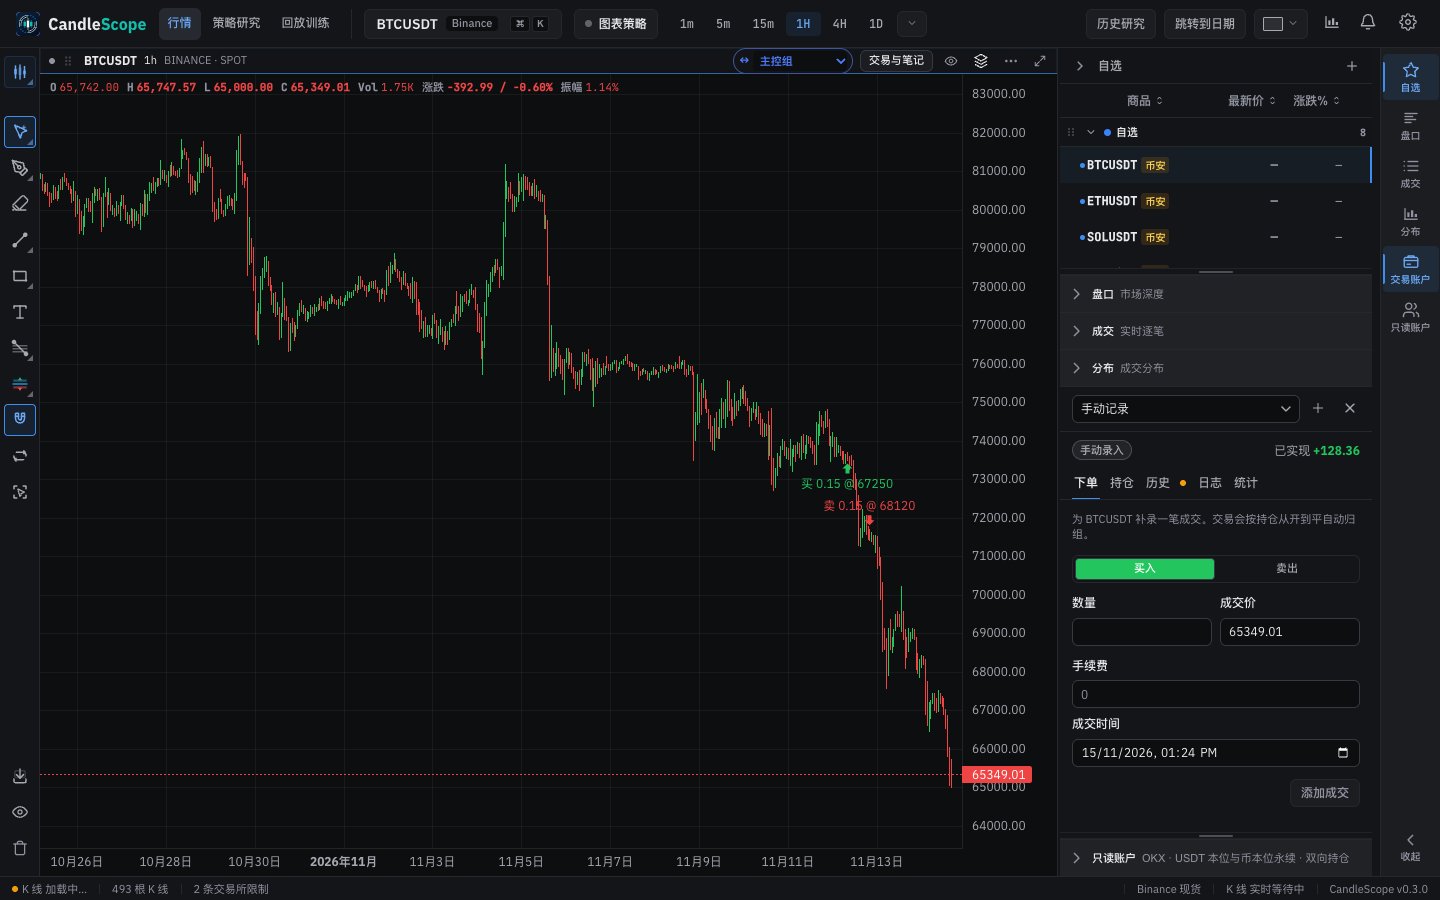 CandleScope 行情 策略研究 回放训练 BTCUSDT Binance ⌘ K 图表策略 1m 5m 15m 1H 4H 1D 历史研究 跳转到日期
BTCUSDT 1h BINANCE · SPOT 主控组 交易与笔记
O 65,742.00 H 65,747.57 L 65,000.00 C 65,349.01 Vol 1.75K 涨跌 -392.99 / -0.60% 振幅 1.14%
83000.00
82000.00
81000.00
80000.00
79000.00
78000.00
77000.00
76000.00
75000.00
74000.00
73000.00
72000.00
71000.00
70000.00
69000.00
68000.00
67000.00
66000.00
65349.01
65000.00
64000.00
买 0.15 @ 67250
卖 0.15 @ 68120
10月26日 10月28日 10月30日 2026年11月 11月3日 11月5日 11月7日 11月9日 11月11日 11月13日
自选
商品 最新价 涨跌%
自选 8
BTCUSDT 币安 — —
ETHUSDT 币安 — —
SOLUSDT 币安 — —
盘口 市场深度
成交 实时逐笔
分布 成交分布
手动记录
手动录入 已实现 +128.36
下单 持仓 历史 日志 统计
为 BTCUSDT 补录一笔成交。交易会按持仓从开到平自动归
组。
买入 卖出
数量 成交价
65349.01
手续费
0
成交时间
15/11/2026, 01:24 PM
添加成交
只读账户 OKX · USDT 本位与币本位永续 · 双向持仓
自选
盘口
成交
分布
交易账户
只读账户
收起
K 线 加载中... 493 根 K 线 2 条交易所限制 Binance 现货 K 线 实时等待中 CandleScope v0.3.0